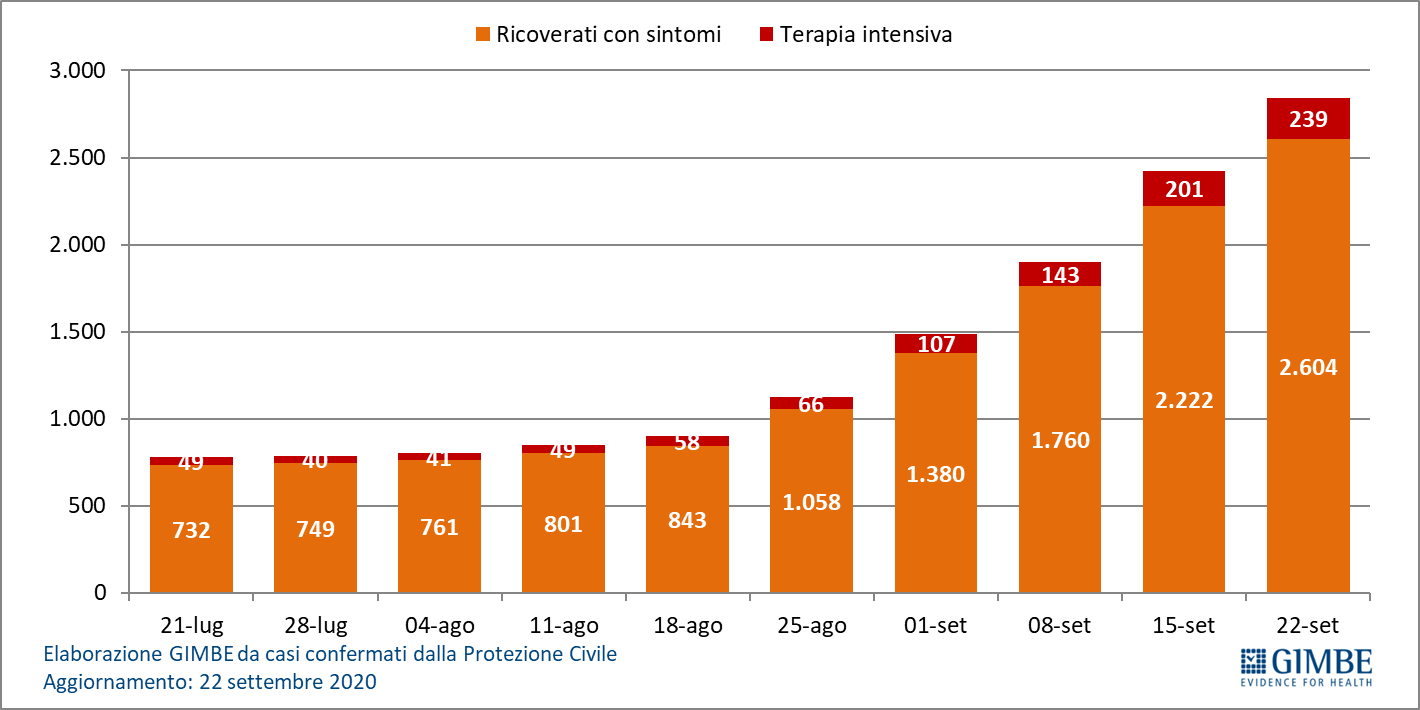 Ricoverati con sintomi Terapia intensiva
3.000
2.500
2.000
1.500
1.000
500
0
49 40 41 49 58 66 107 143 201 239
732 749 761 801 843 1.058 1.380 1.760 2.222 2.604
21-lug 28-lug 04-ago 11-ago 18-ago 25-ago 01-set 08-set 15-set 22-set
Elaborazione GIMBE da casi confermati dalla Protezione Civile
Aggiornamento: 22 settembre 2020
GIMBE
EVIDENCE FOR HEALTH